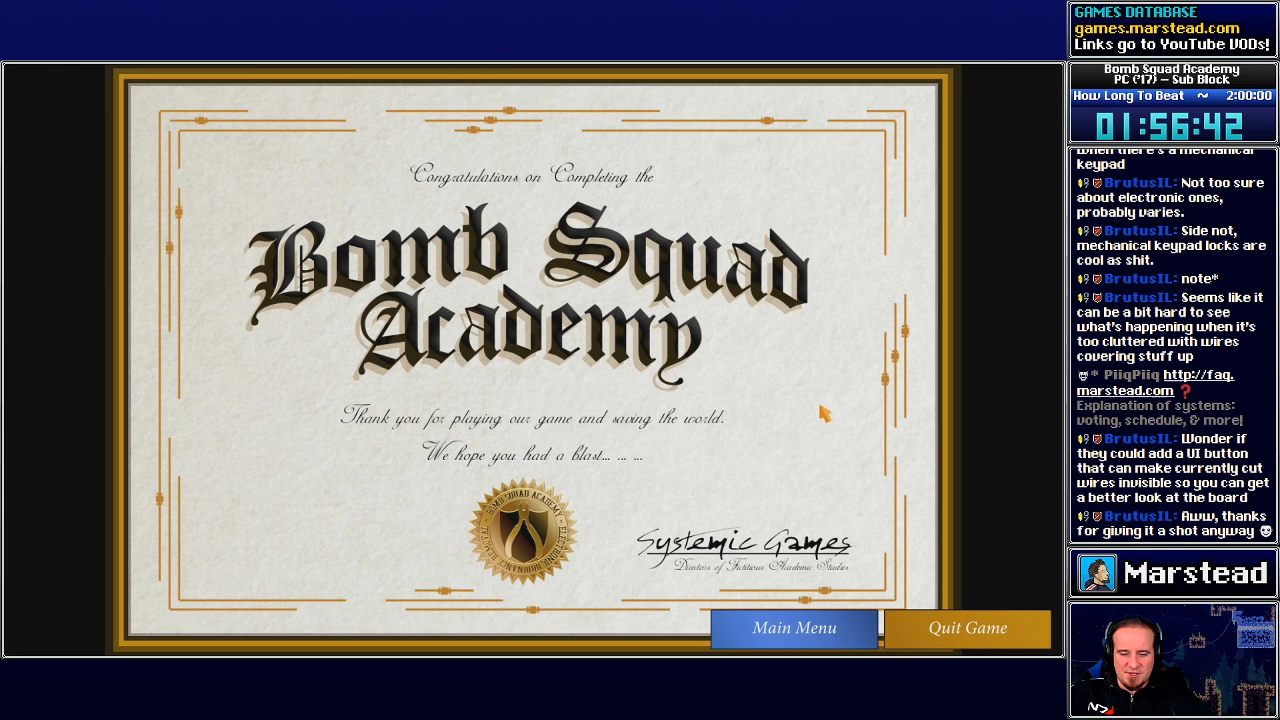 GAMES DATABASE
games.marstead.com
Links go to YouTube VODs!
Bomb Squad Academy
PC ('17) — Sub Block
How Long To Beat ~ 2:00:00
01:56:42
when there's a mechanical
keypad
BrutusIL: Not too sure
about electronic ones,
probably varies.
BrutusIL: Side not,
mechanical keypad locks are
cool as shit.
BrutusIL: note*
BrutusIL: Seems like it
can be a bit hard to see
what's happening when it's
too cluttered with wires
covering stuff up
PiiqPiiq http://faq.
marstead.com ❓
Explanation of systems:
voting, schedule, & more!
BrutusIL: Wonder if
they could add a UI button
that can make currently cut
wires invisible so you can get
a better look at the board
BrutusIL: Aww, thanks
for giving it a shot anyway
Marstead
Congratulations on Completing the
Bomb Squad
Academy
Thank you for playing our game and saving the world.
We hope you had a blast... ... ...
BOMB SQUAD ACADEMY
Systemic Games
Directors of Fictitious Academic Studies
Main Menu
Quit Game